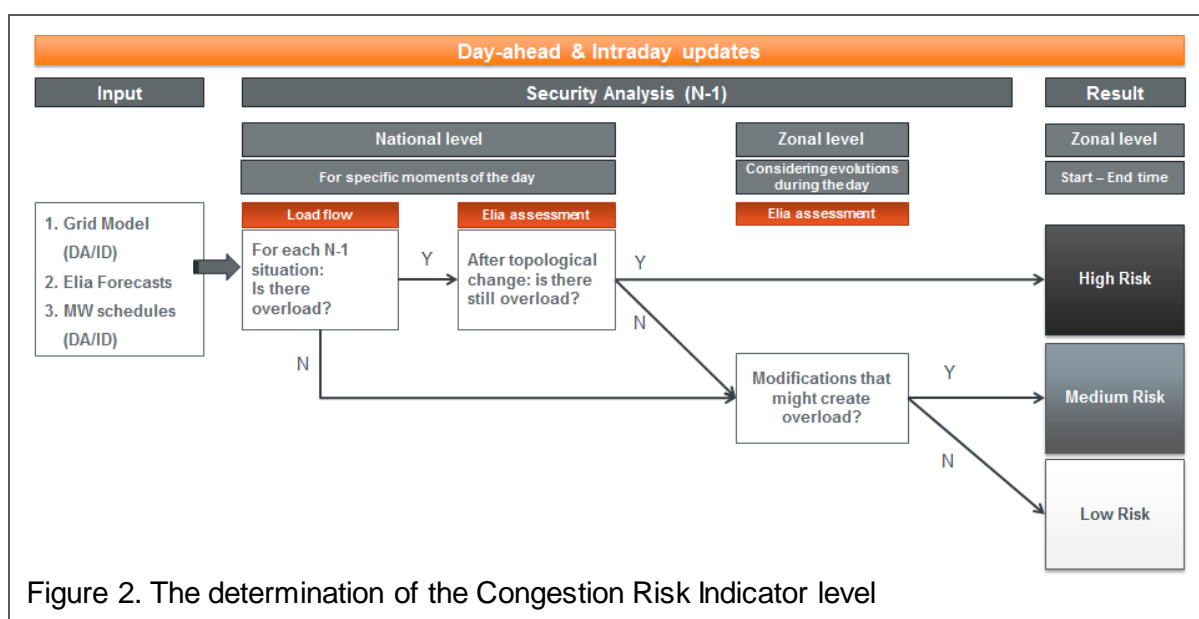 Day-ahead & Intraday updates
Input
Security Analysis (N-1)
Result
National level
Zonal level
Zonal level
For specific moments of the day
Considering evolutions
during the day
Start – End time
Load flow
Elia assessment
Elia assessment
1. Grid Model
(DA/ID)
2. Elia Forecasts
3. MW schedules
(DA/ID)
For each N-1
situation:
Is there
overload?
Y
After topological
change: is there
still overload?
Y
High Risk
N
N
Modifications that
might create
overload?
Y
Medium Risk
N
Low Risk
Figure 2. The determination of the Congestion Risk Indicator level